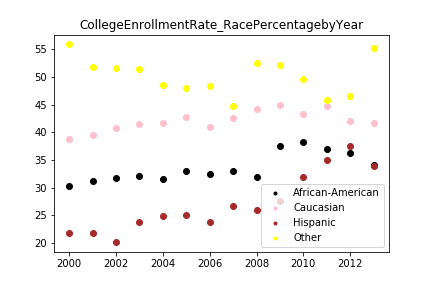 CollegeEnrollmentRate_RacePercentagebyYear
55
50
45
40
35
30
25
20
African-American
Caucasian
Hispanic
Other
2000 2002 2004 2006 2008 2010 2012